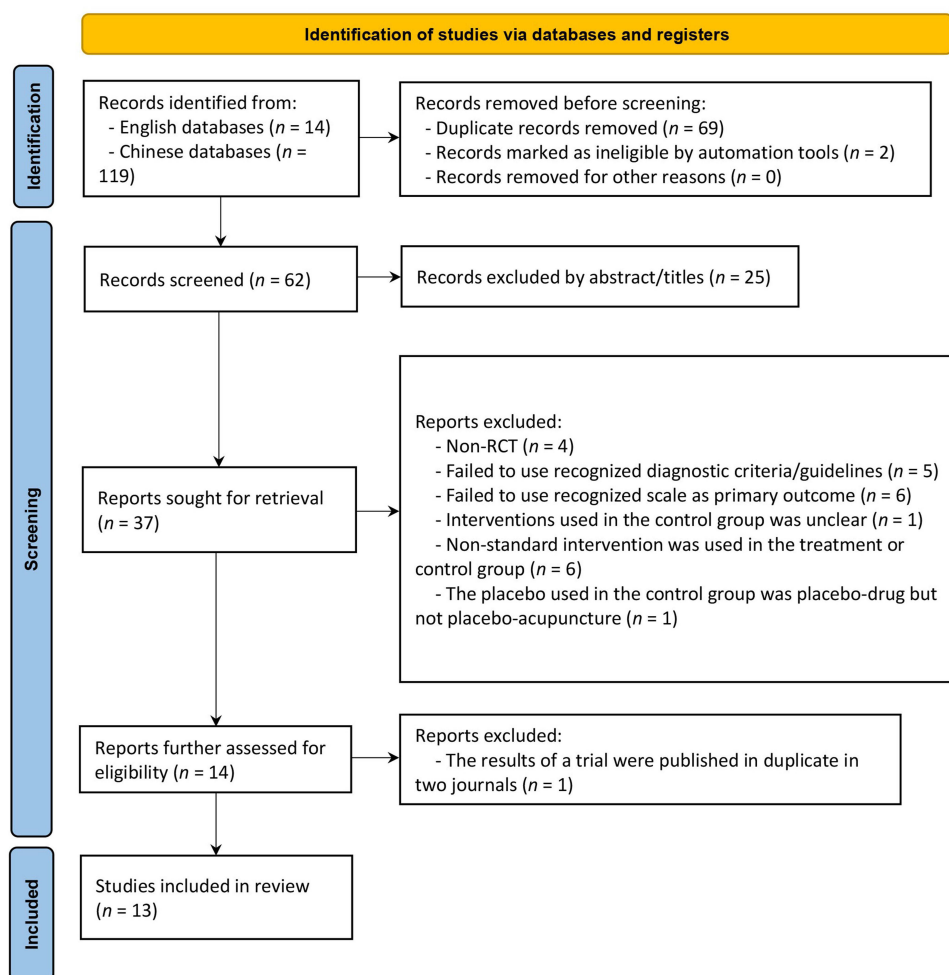 Identification of studies via databases and registers
Identification
Records identified from:
- English databases (n = 14)
- Chinese databases (n =
119)
Records removed before screening:
- Duplicate records removed (n = 69)
- Records marked as ineligible by automation tools (n = 2)
- Records removed for other reasons (n = 0)
Screening
Records screened (n = 62)
Records excluded by abstract/titles (n = 25)
Reports sought for retrieval
(n = 37)
Reports excluded:
- Non-RCT (n = 4)
- Failed to use recognized diagnostic criteria/guidelines (n = 5)
- Failed to use recognized scale as primary outcome (n = 6)
- Interventions used in the control group was unclear (n = 1)
- Non-standard intervention was used in the treatment or
control group (n = 6)
- The placebo used in the control group was placebo-drug but
not placebo-acupuncture (n = 1)
Reports further assessed for
eligibility (n = 14)
Reports excluded:
- The results of a trial were published in duplicate in
two journals (n = 1)
Included
Studies included in review
(n = 13)